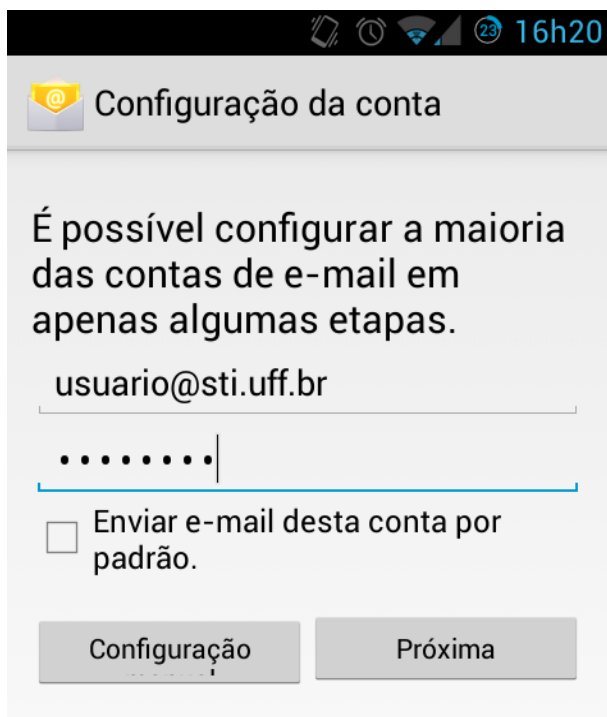 23 16h20
@ Configuração da conta
É possível configurar a maioria
das contas de e-mail em
apenas algumas etapas.
usuario@sti.uff.br
••••••••
Enviar e-mail desta conta por
padrão.
Configuração Próxima